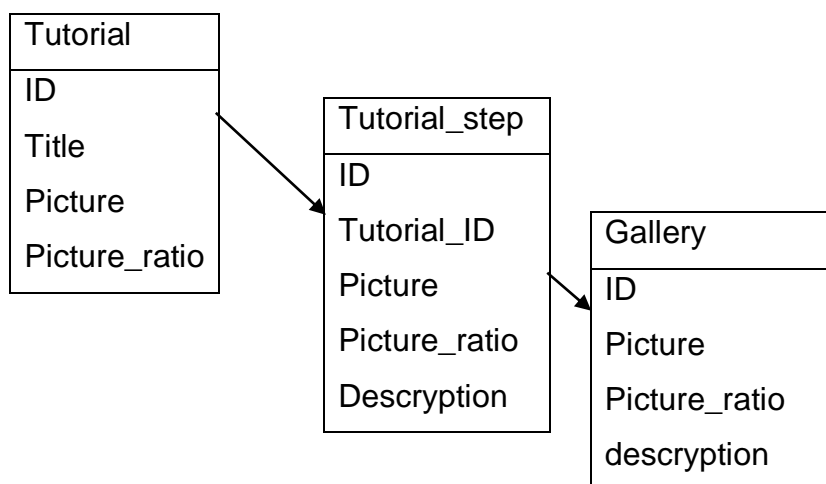 Tutorial
ID
Title
Picture
Picture_ratio
Tutorial_step
ID
Tutorial_ID
Picture
Picture_ratio
Descryption
Gallery
ID
Picture
Picture_ratio
descryption